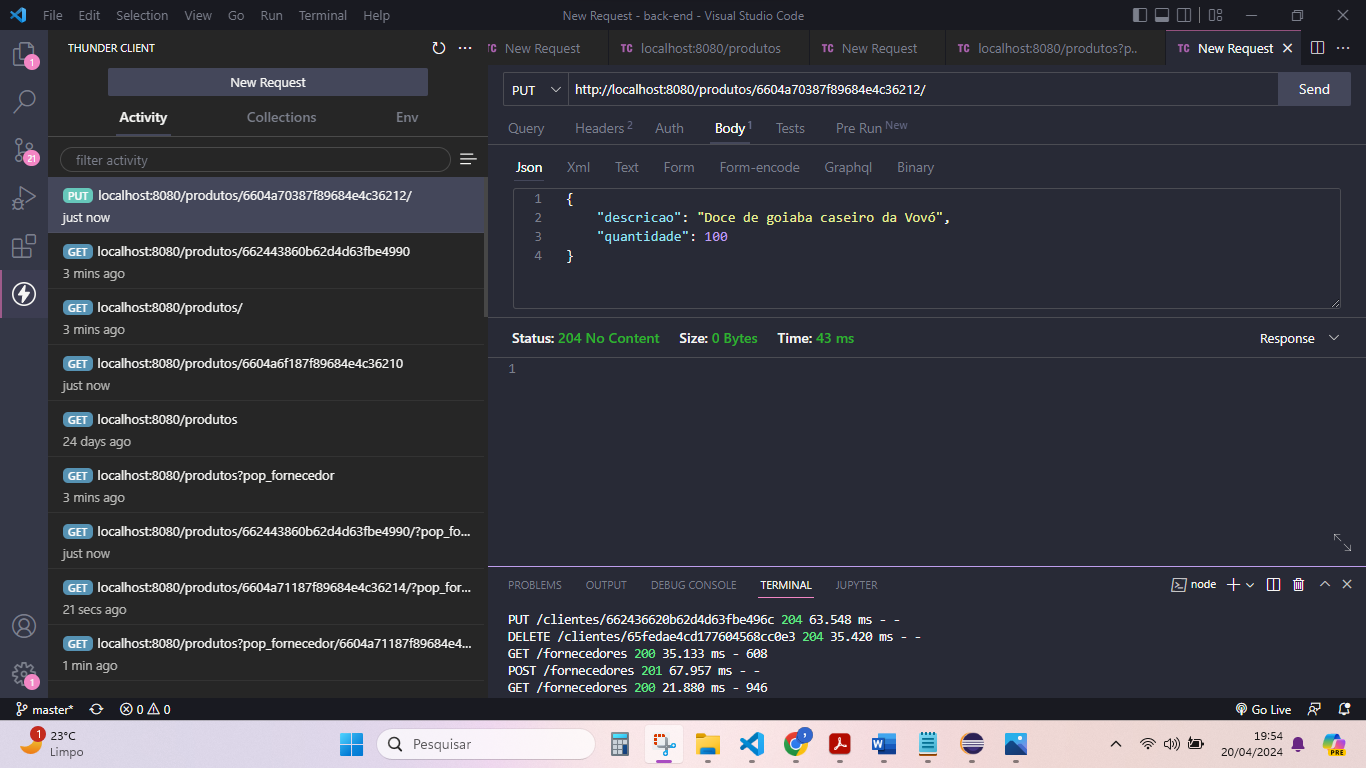 File Edit Selection View Go Run Terminal Help New Request - back-end - Visual Studio Code
THUNDER CLIENT
New Request
Activity Collections Env
filter activity
PUT localhost:8080/produtos/6604a70387f89684e4c36212/
just now
GET localhost:8080/produtos/662443860b62d4d63fbe4990
3 mins ago
GET localhost:8080/produtos/
3 mins ago
GET localhost:8080/produtos/6604a6f187f89684e4c36210
just now
GET localhost:8080/produtos
24 days ago
GET localhost:8080/produtos?pop_fornecedor
3 mins ago
GET localhost:8080/produtos/662443860b62d4d63fbe4990/?pop_fo...
just now
GET localhost:8080/produtos/6604a71187f89684e4c36214/?pop_for...
21 secs ago
GET localhost:8080/produtos?pop_fornecedor/6604a71187f89684e4...
1 min ago
1
21
1
TC New Request TC localhost:8080/produtos TC New Request TC localhost:8080/produtos?p.. TC New Request
PUT http://localhost:8080/produtos/6604a70387f89684e4c36212/ Send
Query Headers 2 Auth Body 1 Tests Pre Run New
Json Xml Text Form Form-encode Graphql Binary
1 {
2 "descricao": "Doce de goiaba caseiro da Vovó",
3 "quantidade": 100
4 }
Status: 204 No Content Size: 0 Bytes Time: 43 ms Response
1
PROBLEMS OUTPUT DEBUG CONSOLE TERMINAL JUPYTER node
PUT /clientes/662436620b62d4d63fbe496c 204 63.548 ms - -
DELETE /clientes/65fedae4cd177604568cc0e3 204 35.420 ms - -
GET /fornecedores 200 35.133 ms - 608
POST /fornecedores 201 67.957 ms - -
GET /fornecedores 200 21.880 ms - 946
master* 0 0 Go Live
1 23°C
Limpo
Pesquisar
PRE
19:54
20/04/2024